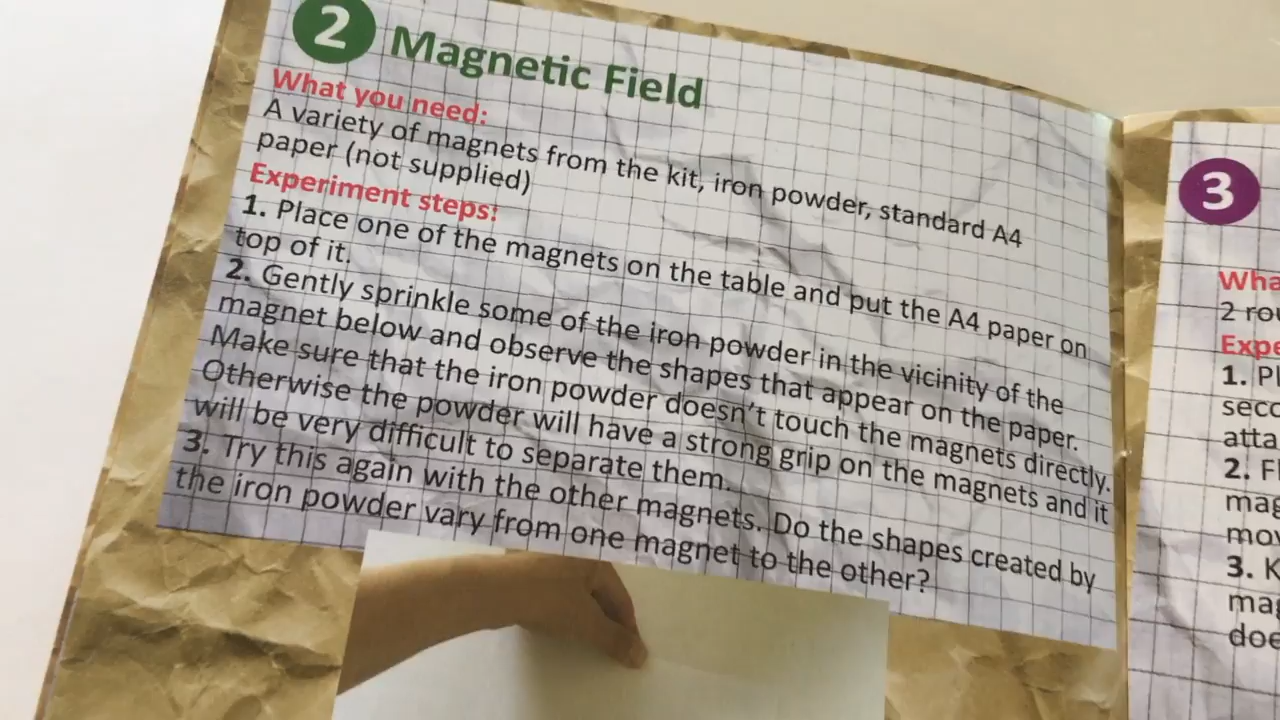 2 Magnetic Field
What you need:
A variety of magnets from the kit, iron powder, standard A4
paper (not supplied)
Experiment steps:
1. Place one of the magnets on the table and put the A4 paper on
top of it.
2. Gently sprinkle some of the iron powder in the vicinity of the
magnet below and observe the shapes that appear on the paper.
Make sure that the iron powder doesn't touch the magnets directly.
Otherwise the powder will have a strong grip on the magnets and it
will be very difficult to separate them.
3. Try this again with the other magnets. Do the shapes created by
the iron powder vary from one magnet to the other?
3
2
1.
2.
3.